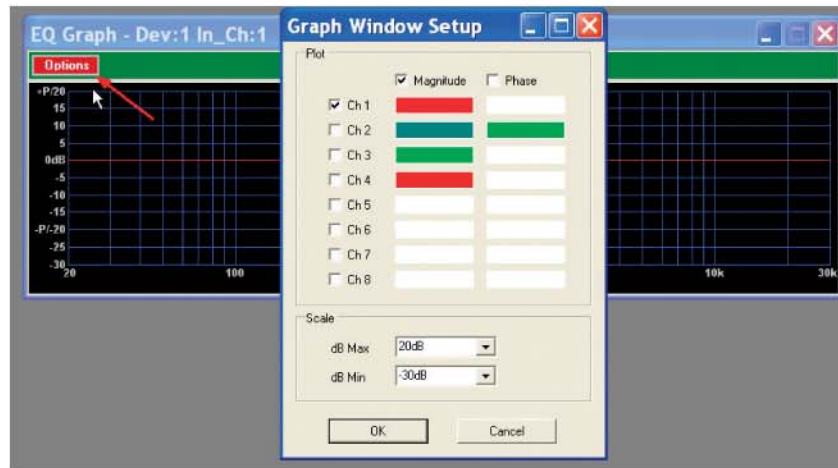 EQ Graph - Dev:1 In_Ch:1
Options
+P/20
15
10
5
0dB
-5
-10
-15
-P/-20
-25
-30
20
100
10k
30k
Graph Window Setup
Plot
Magnitude
Phase
Ch 1
Ch 2
Ch 3
Ch 4
Ch 5
Ch 6
Ch 7
Ch 8
Scale
dB Max
20dB
dB Min
-30dB
OK
Cancel